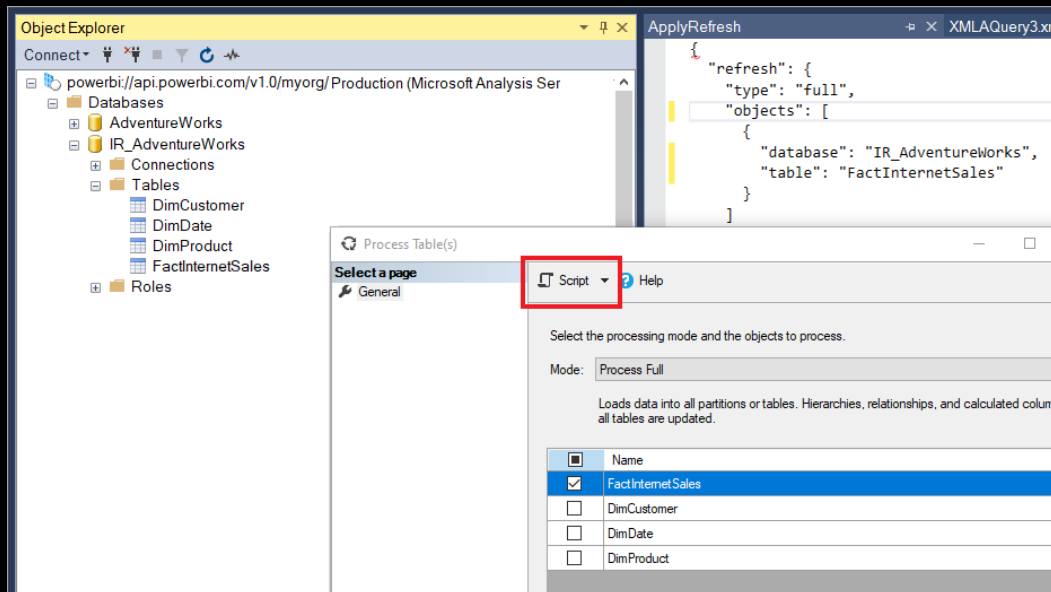 Object Explorer
Connect
powerbi://api.powerbi.com/v1.0/myorg/Production (Microsoft Analysis Ser
Databases
AdventureWorks
IR_AdventureWorks
Connections
Tables
DimCustomer
DimDate
DimProduct
FactInternetSales
Roles
ApplyRefresh
XMLAQuery3.xm
{
"refresh": {
"type": "full",
"objects": [
{
"database": "IR_AdventureWorks",
"table": "FactInternetSales"
}
]
Process Table(s)
Select a page
General
Script
Help
Select the processing mode and the objects to process.
Mode: Process Full
Loads data into all partitions or tables. Hierarchies, relationships, and calculated colum
all tables are updated.
Name
FactInternetSales
DimCustomer
DimDate
DimProduct